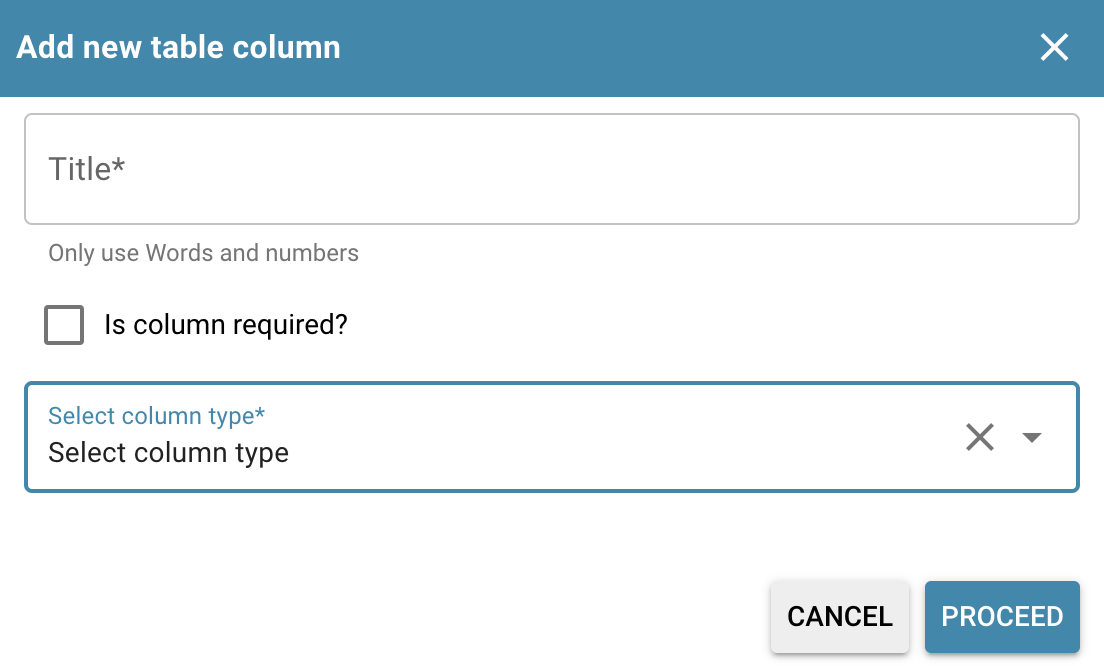 Add new table column
Title*
Only use Words and numbers
Is column required?
Select column type*
Select column type
CANCEL
PROCEED